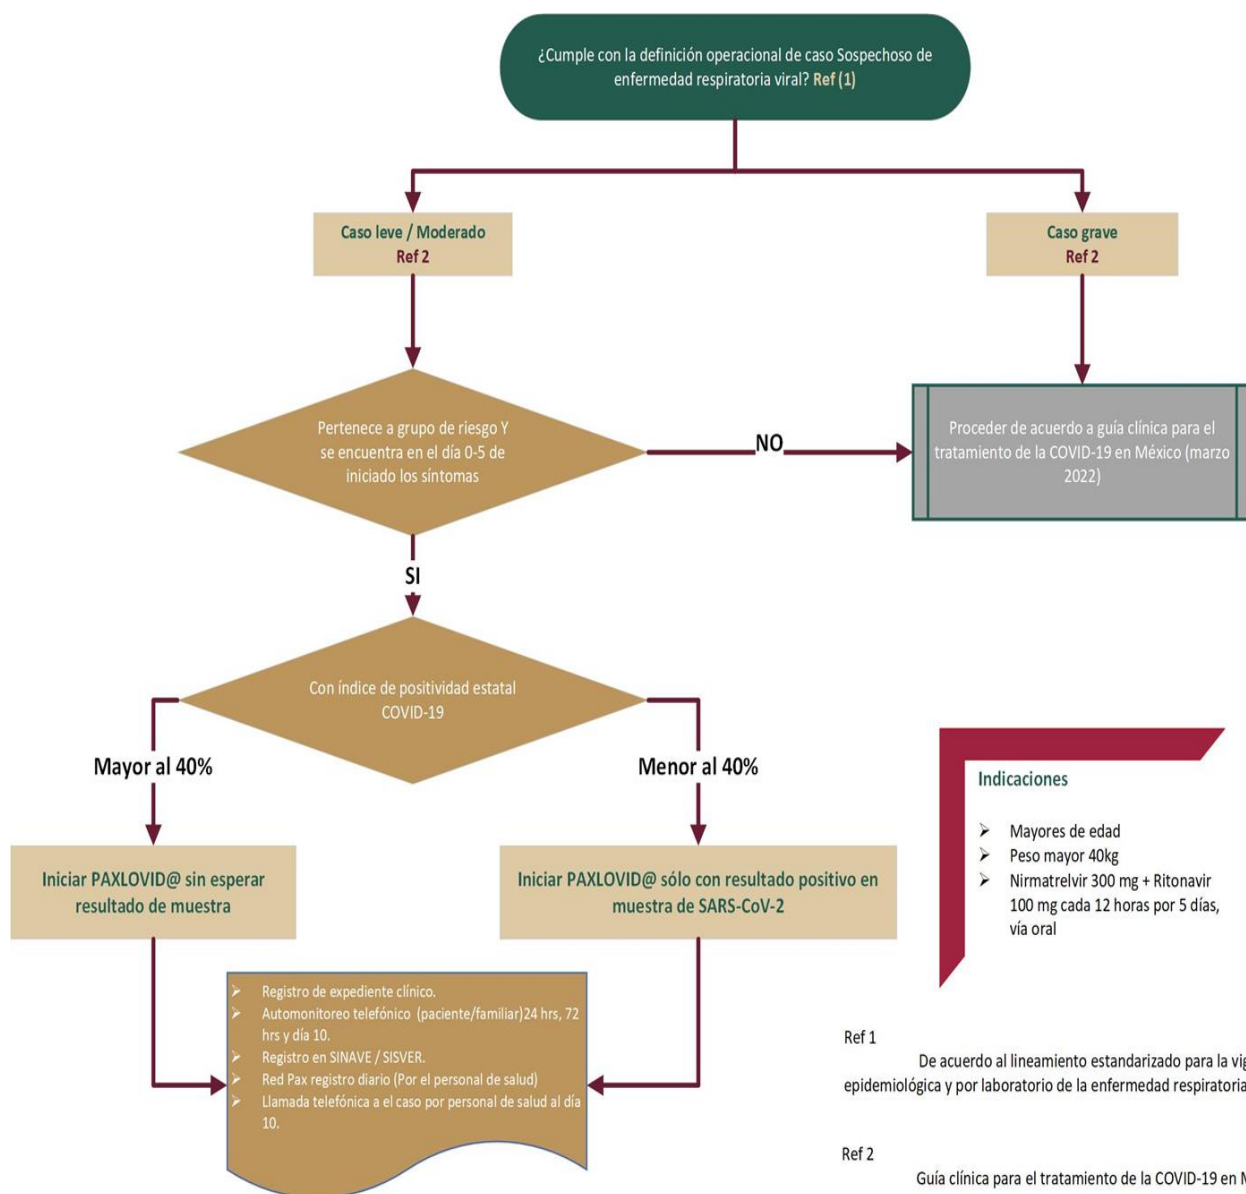 ¿Cumple con la definición operacional de caso Sospechoso de
enfermedad respiratoria viral? Ref (1)
Caso leve / Moderado
Ref 2
Caso grave
Ref 2
Pertenece a grupo de riesgo Y
se encuentra en el día 0-5 de
iniciado los síntomas
NO
Proceder de acuerdo a guía clínica para el
tratamiento de la COVID-19 en México (marzo
2022)
SI
Con índice de positividad estatal
COVID-19
Mayor al 40%
Menor al 40%
Iniciar PAXLOVID@ sin esperar
resultado de muestra
Iniciar PAXLOVID@ sólo con resultado positivo en
muestra de SARS-CoV-2
➢ Registro de expediente clínico.
➢ Automonitoreo telefónico (paciente/familiar)24 hrs, 72
hrs y día 10.
➢ Registro en SINAVE / SISVER.
➢ Red Pax registro diario (Por el personal de salud)
➢ Llamada telefónica a el caso por personal de salud al día
10.
Indicaciones
➢ Mayores de edad
➢ Peso mayor 40kg
➢ Nirmatrelvir 300 mg + Ritonavir
100 mg cada 12 horas por 5 días,
vía oral
Ref 1
De acuerdo al lineamiento estandarizado para la vig
epidemiológica y por laboratorio de la enfermedad respiratoria
Ref 2
Guía clínica para el tratamiento de la COVID-19 en M